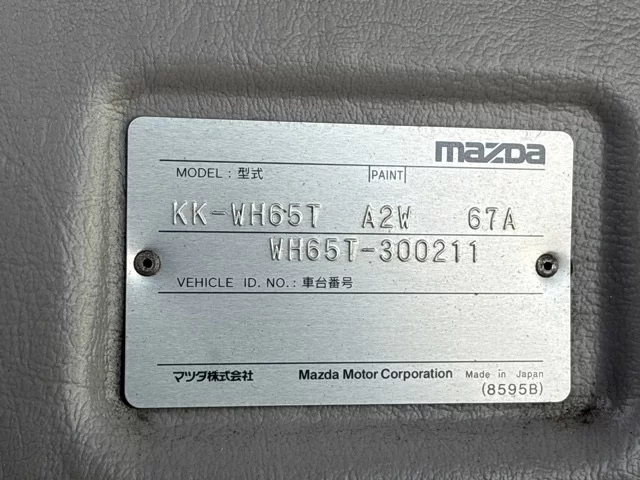 mazda
MODEL : 型式 PAINT
KK-WH65T A2W 67A
WH65T-300211
VEHICLE ID. NO. : 車台番号
マツダ株式会社 Mazda Motor Corporation Made in Japan
(8595B)